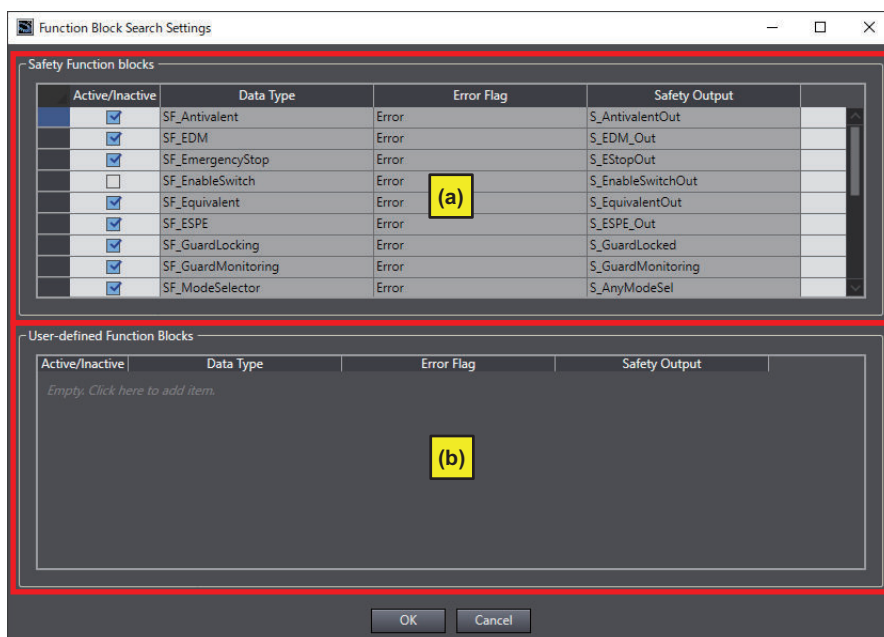 Function Block Search Settings
Safety Function blocks
Active/Inactive Data Type Error Flag Safety Output
SF_Antivalent Error S_AntivalentOut
SF_EDM Error S_EDM_Out
SF_EmergencyStop Error S_EStopOut
SF_EnableSwitch Error S_EnableSwitchOut
SF_Equivalent Error S_EquivalentOut
SF_ESPE Error S_ESPE_Out
SF_GuardLocking Error S_GuardLocked
SF_GuardMonitoring Error S_GuardMonitoring
SF_ModeSelector Error S_AnyModeSel
(a)
User-defined Function Blocks
Active/Inactive Data Type Error Flag Safety Output
Empty. Click here to add item.
(b)
OK Cancel